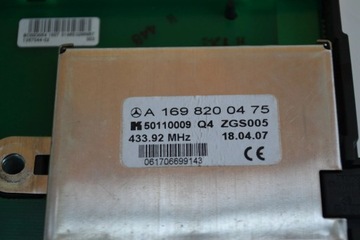 A 169 820 04 75
50110009 Q4 ZGS005
433.92 MHz 18.04.07
061706699143
CE